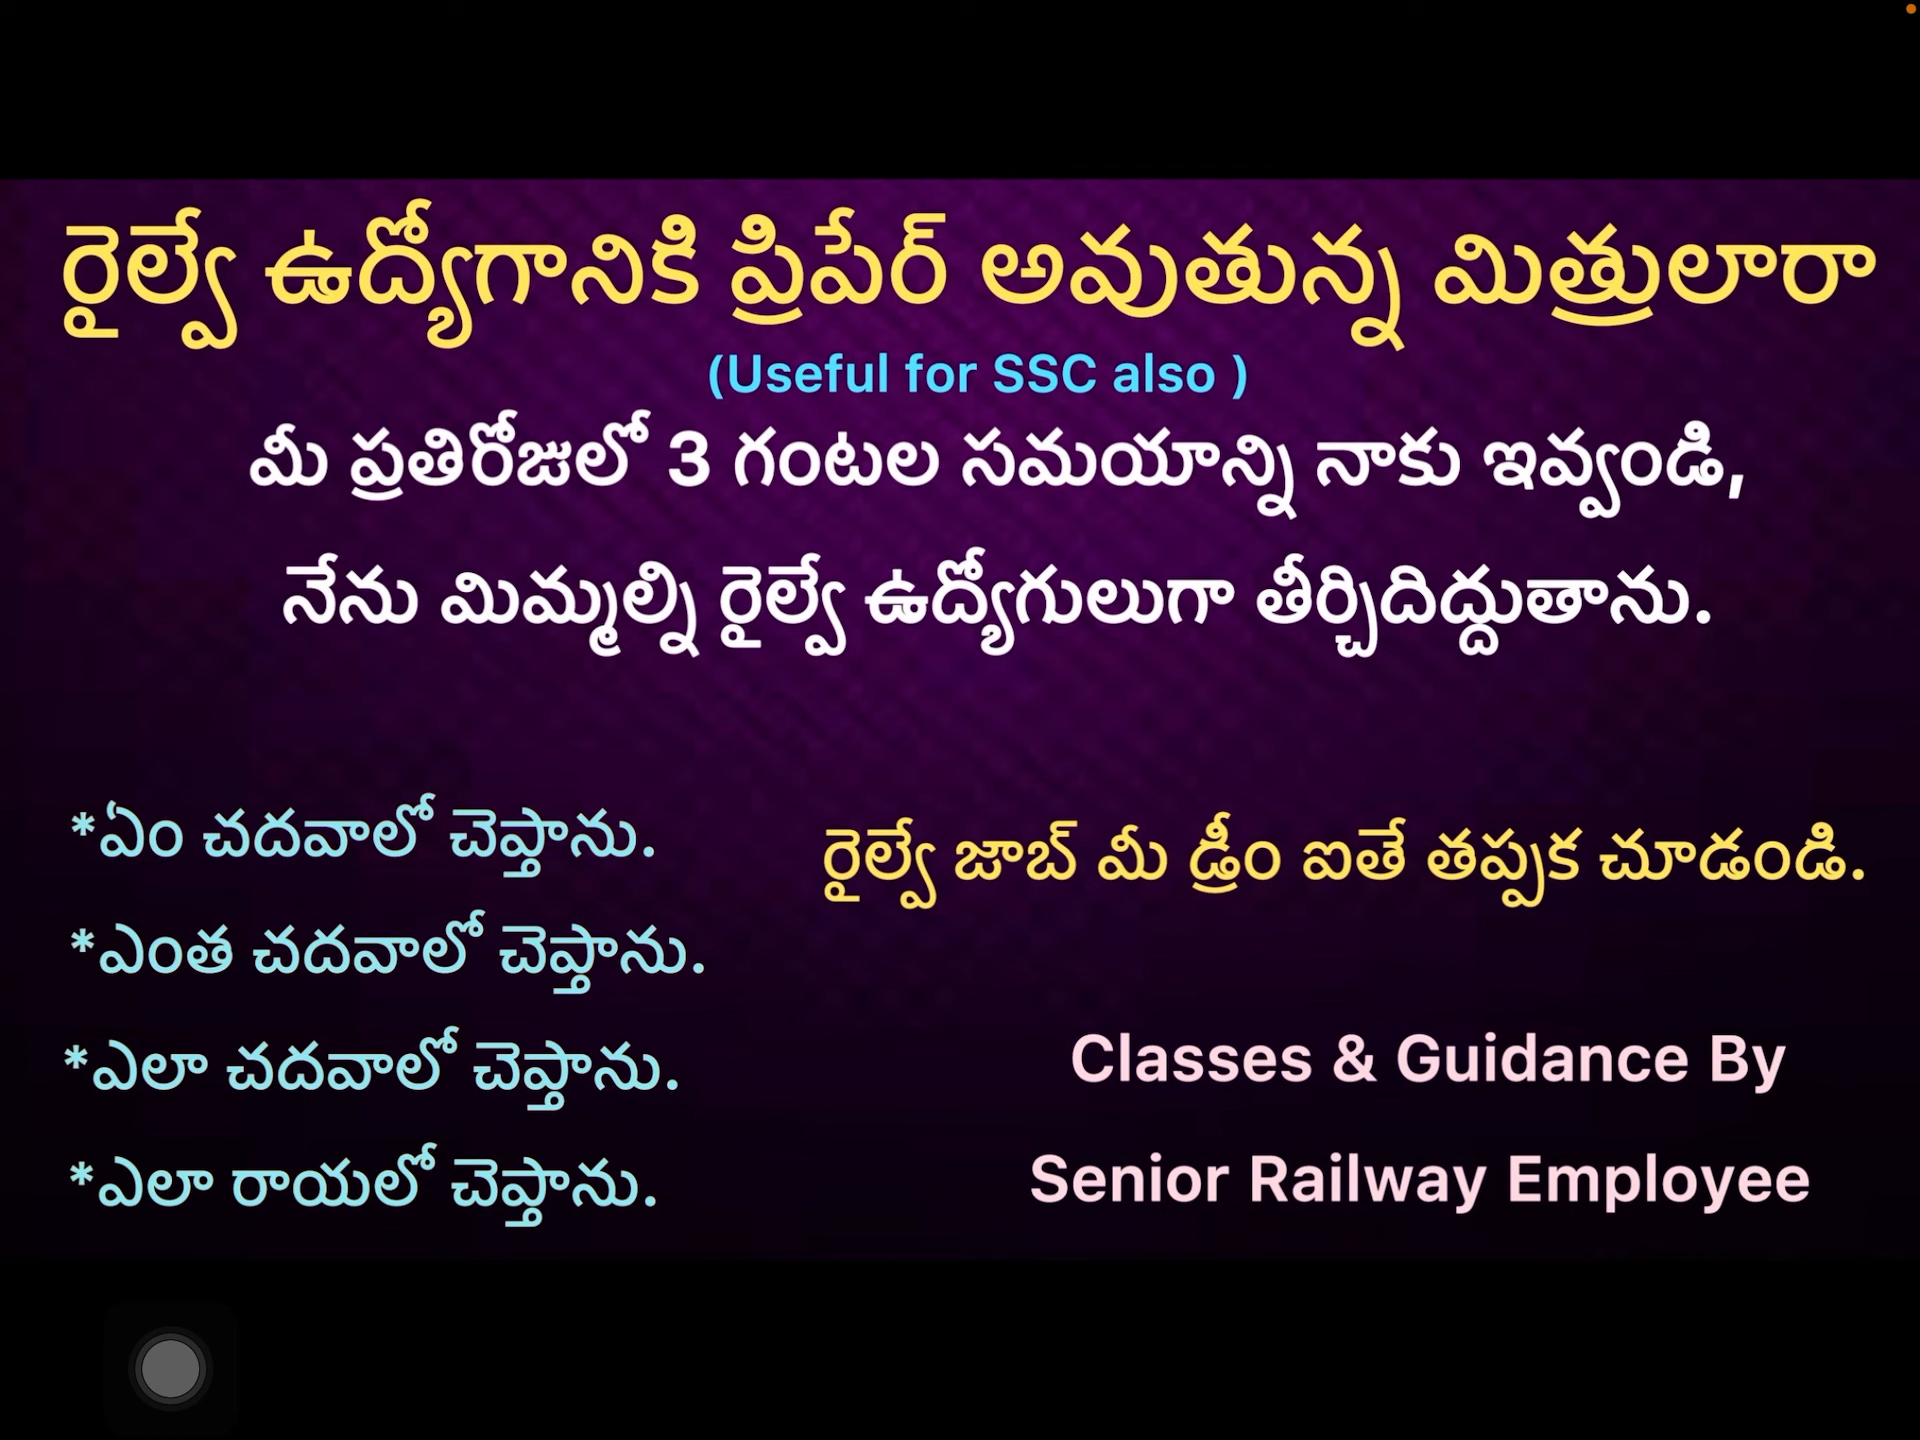 రైల్వే ఉద్యోగానికి ప్రిపేర్ అవుతున్న మిత్రులారా
(Useful for SSC also )
మీ ప్రతిరోజులో 3 గంటల సమయాన్ని నాకు ఇవ్వండి,
నేను మిమ్మల్ని రైల్వే ఉద్యోగులుగా తీర్చిదిద్దుతాను.
*ఏం చదవాలో చెప్తాను.
*ఎంత చదవాలో చెప్తాను.
*ఎలా చదవాలో చెప్తాను.
*ఎలా రాయలో చెప్తాను.
రైల్వే జాబ్ మీ డ్రీం ఐతే తప్పక చూడండి.
Classes & Guidance By
Senior Railway Employee